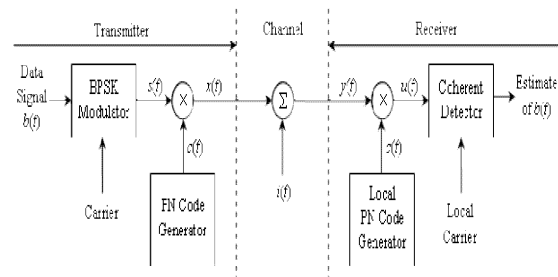 Transmitter
Channel
Receiver
Data
Signal
b(t)
BPSK
Modulator
s(t)
x(t)
y(t)
u(t)
Coherent
Detector
Estimate
of b(t)
Σ
c(t)
i(t)
c(t)
Carrier
PN Code
Generator
Local
PN Code
Generator
Local
Carrier